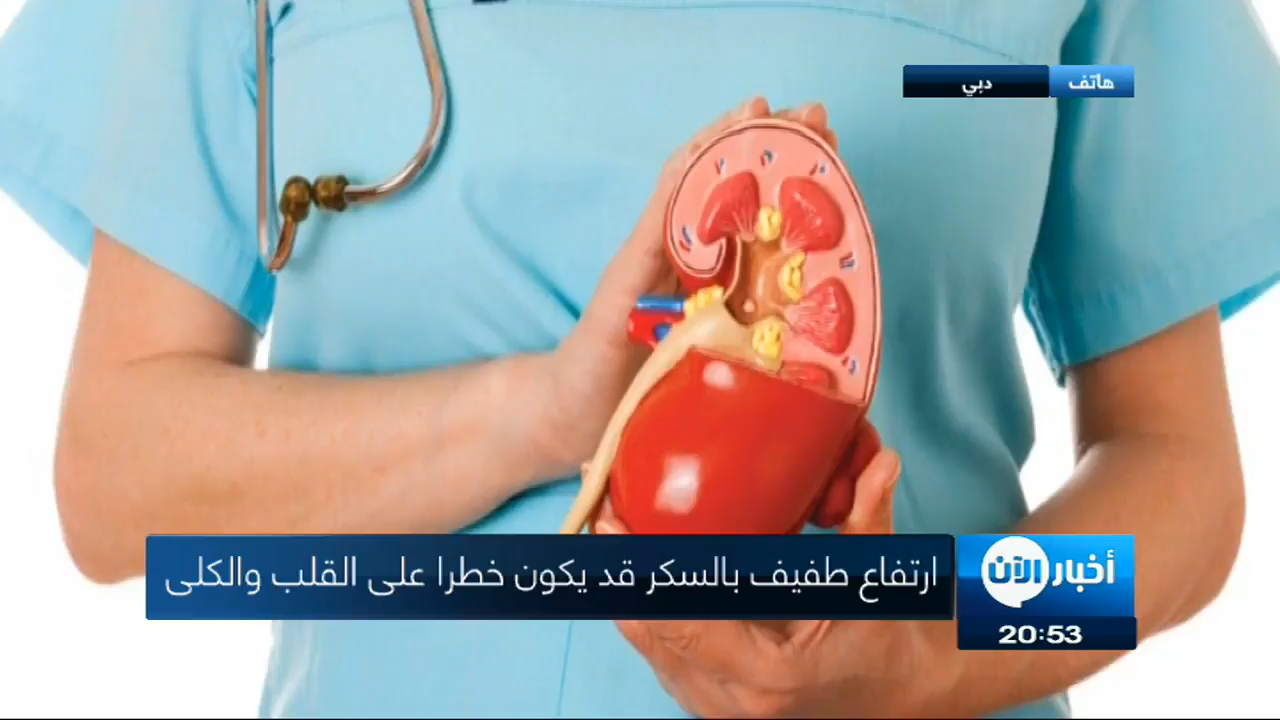 هاتف دبي
ارتفاع طفيف بالسكر قد يكون خطرا على القلب والكلى
أخبار الآن
20:53